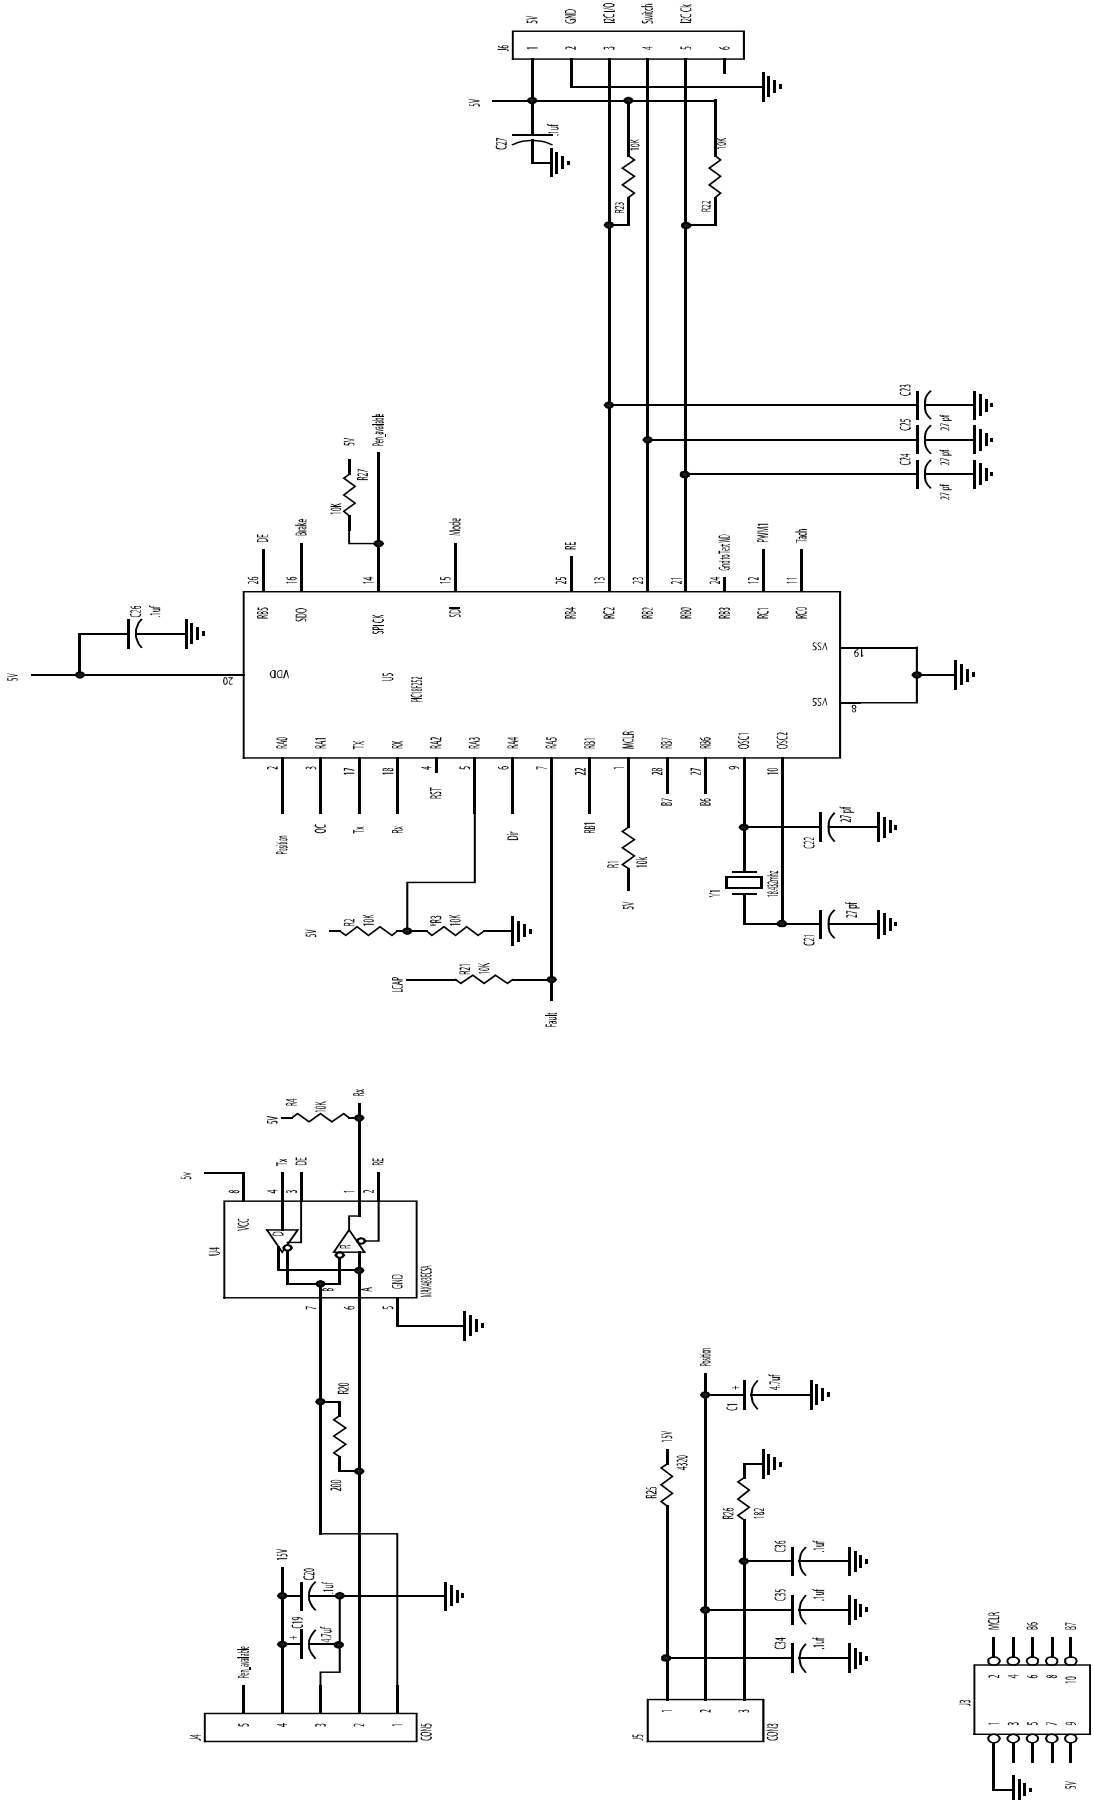 5V
GND
I2C I/O
Switch
I2C Ck
J6
1
2
3
4
5
6
5V
C27
.1uf
10K
R23
10K
R22
C23
27 pf
C25
27 pf
C24
27 pf
5V
R27
10K
Pen_available
DE
Brake
Mode
RE
Gnd to Test MD
PWM1
Tach
26
16
14
15
25
13
23
21
24
12
11
RB5
SDO
SPICK
SDI
RB4
RC2
RB2
RB0
RB3
RC1
RC0
5V
C26
.1uf
20
VDD
U5
PIC18F252
VSS
19
VSS
8
RA0
RA1
TX
RX
RA2
RA3
RA4
RA5
RB1
MCLR
RB7
RB6
OSC1
OSC2
2
3
17
18
4
5
6
7
22
1
28
27
9
10
Position
OC
Tx
Rx
RST
Dir
RB1
B7
B6
R1
10k
5V
C22
27 pf
Y1
18.432mhz
C21
27 pf
5V
R2
10K
*R3
10K
LCAP
R21
10K
Fault
5V
R4
10K
Rx
5v
Tx
DE
RE
8
4
3
1
2
U4
VCC
D
R
B
A
GND
MAX483ECSA
7
6
5
R20
200
15V
C20
.1uf
+
C19
4.7uf
Pen_available
J4
5
4
3
2
1
CON5
Position
C1
+
4.7uf
15V
R25
4320
R26
182
C36
.1uf
C35
.1uf
C34
.1uf
J5
1
2
3
CON3
MCLR
B6
B7
2
4
6
8
10
J3
1
3
5
7
9
5V